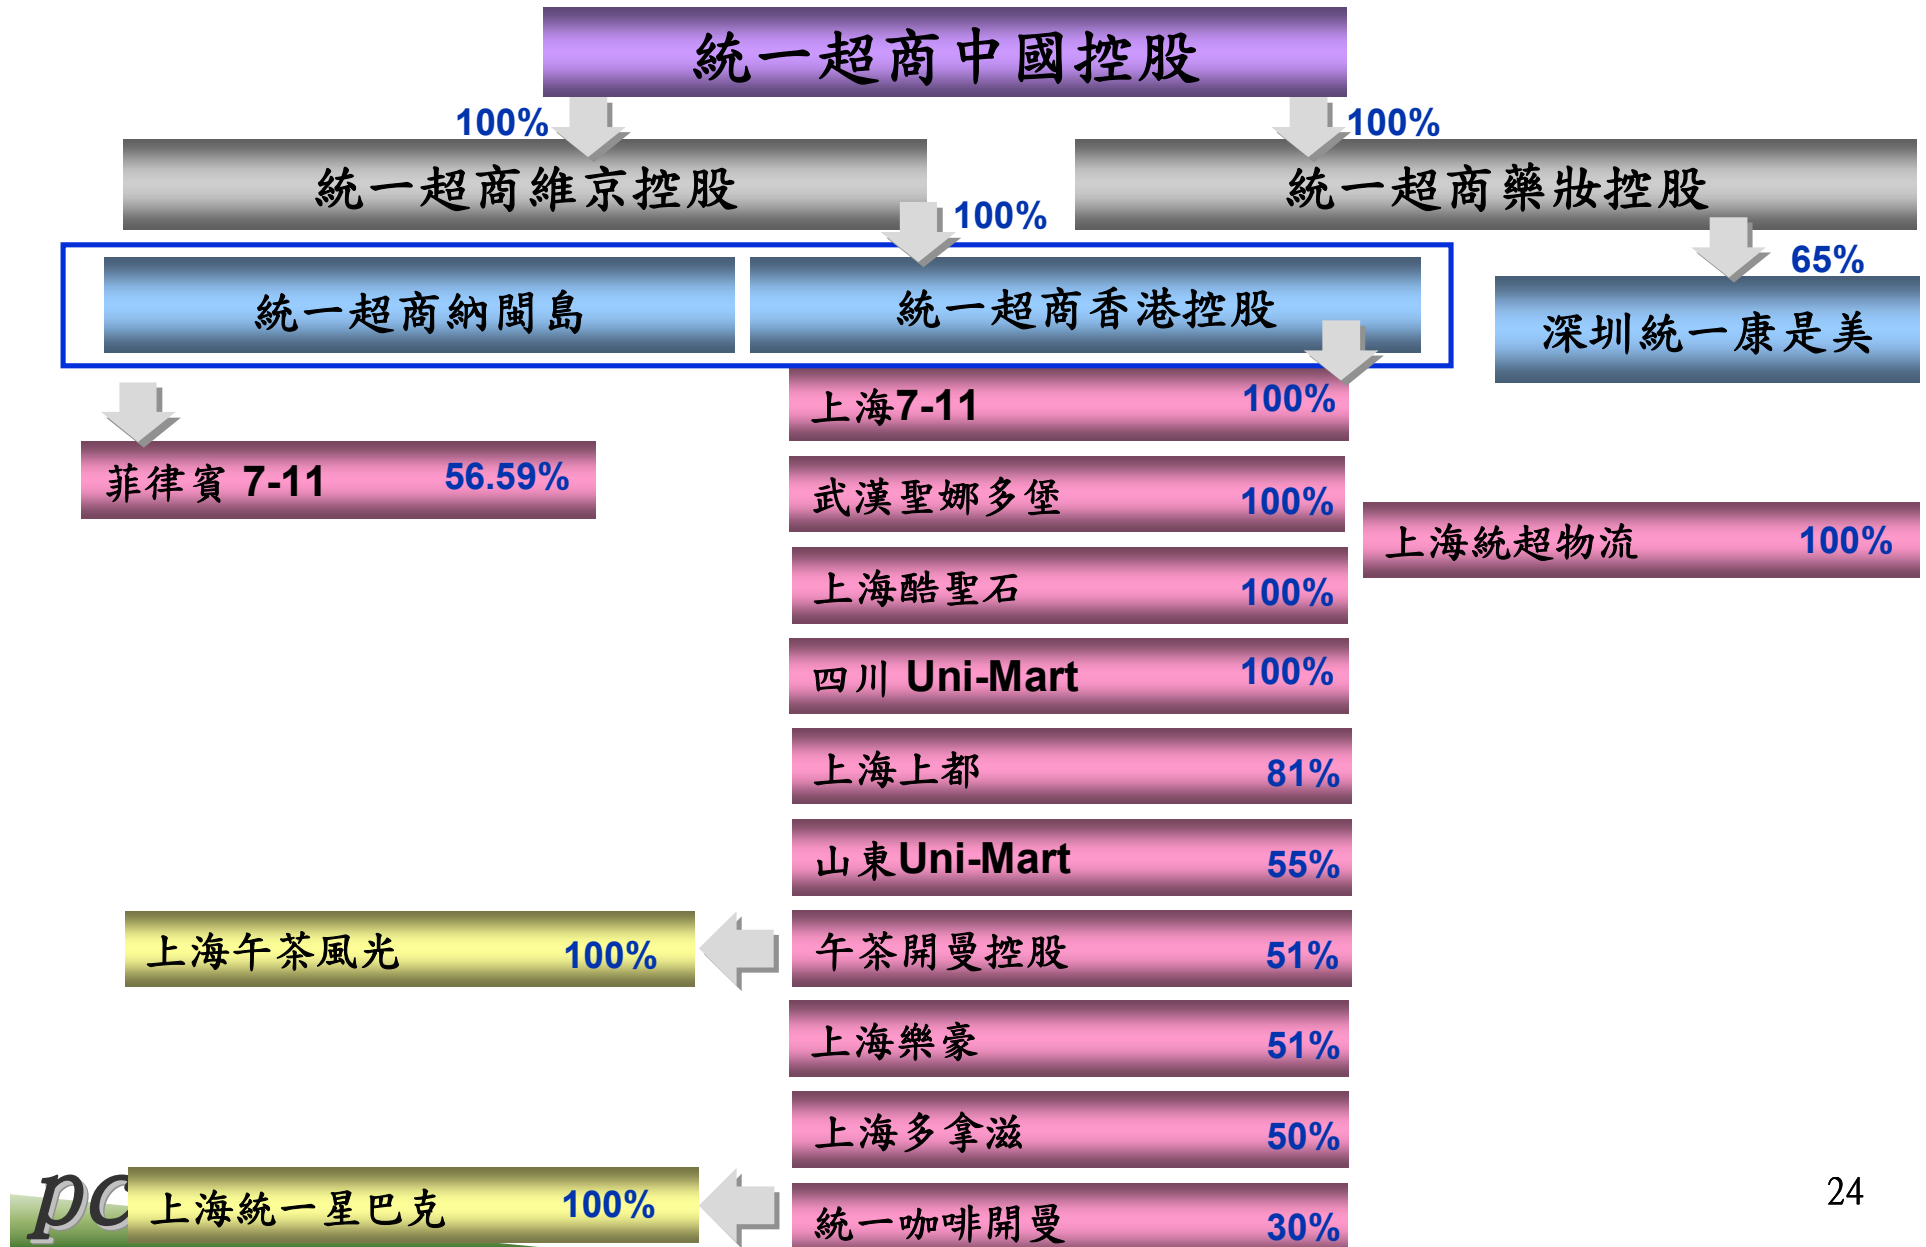 統一超商中國控股
100%
100%
統一超商維京控股
統一超商藥妝控股
100%
65%
統一超商納閩島
統一超商香港控股
深圳統一康是美
上海7-11 100%
菲律賓 7-11 56.59%
武漢聖娜多堡 100%
上海統超物流 100%
上海酷聖石 100%
四川 Uni-Mart 100%
上海上都 81%
山東Uni-Mart 55%
上海午茶風光 100%
午茶開曼控股 51%
上海樂豪 51%
上海多拿滋 50%
上海統一星巴克 100%
統一咖啡開曼 30%
pc
24